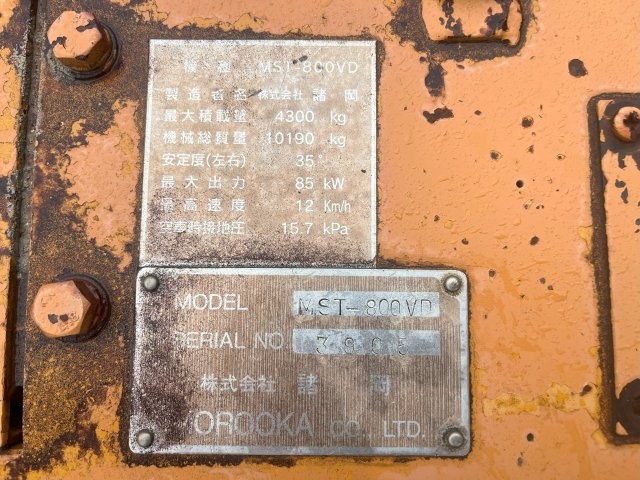 機種 MST-800VD
製造者名 株式会社 諸岡
最大積載量 4300 kg
機械総質量 10190 kg
安定度(左右) 35°
最大出力 85 kW
最高速度 12 Km/h
空車時接地圧 15.7 kPa
MODEL MST-800VD
SERIAL NO.
株式会社 諸岡
OROOKA CO., LTD.